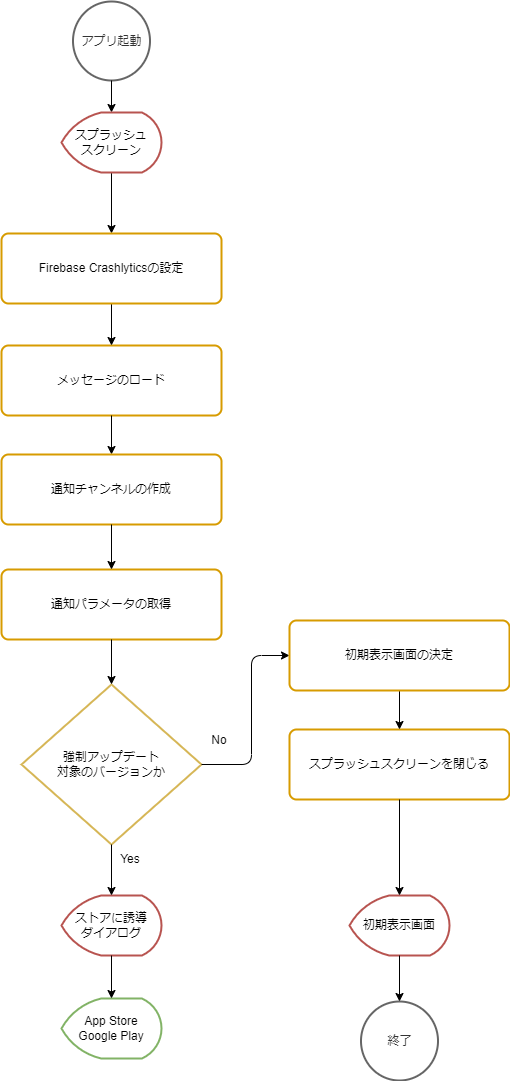 アプリ起動
スプラッシュ
スクリーン
Firebase Crashlyticsの設定
メッセージのロード
通知チャンネルの作成
通知パラメータの取得
強制アップデート
対象のバージョンか
No
初期表示画面の決定
スプラッシュスクリーンを閉じる
Yes
ストアに誘導
ダイアログ
初期表示画面
App Store
Google Play
終了